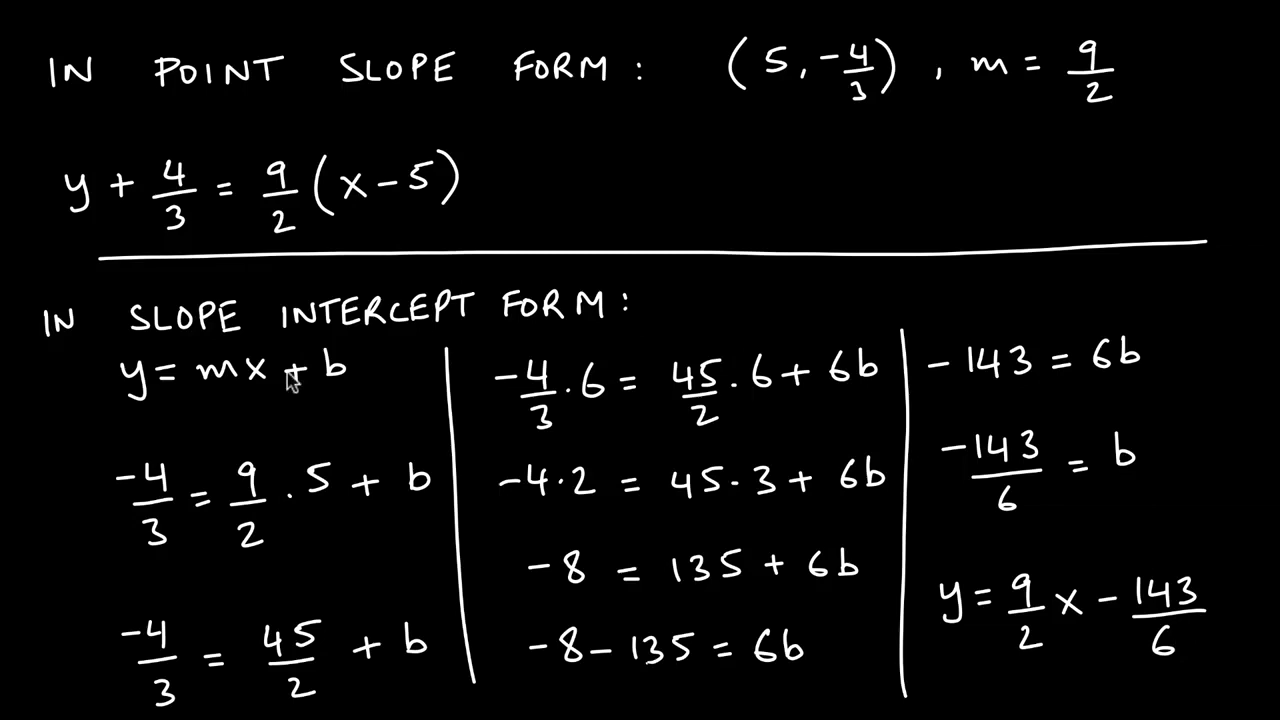 IN POINT SLOPE FORM: (5, -4/3), m = 9/2
y + 4/3 = 9/2 (x - 5)
IN SLOPE INTERCEPT FORM:
y = mx + b
-4/3 = 9/2 . 5 + b
-4/3 = 45/2 + b
-4/3 . 6 = 45/2 . 6 + 6b
-4 . 2 = 45 . 3 + 6b
-8 = 135 + 6b
-8 - 135 = 6b
-143 = 6b
-143/6 = b
y = 9/2 x - 143/6